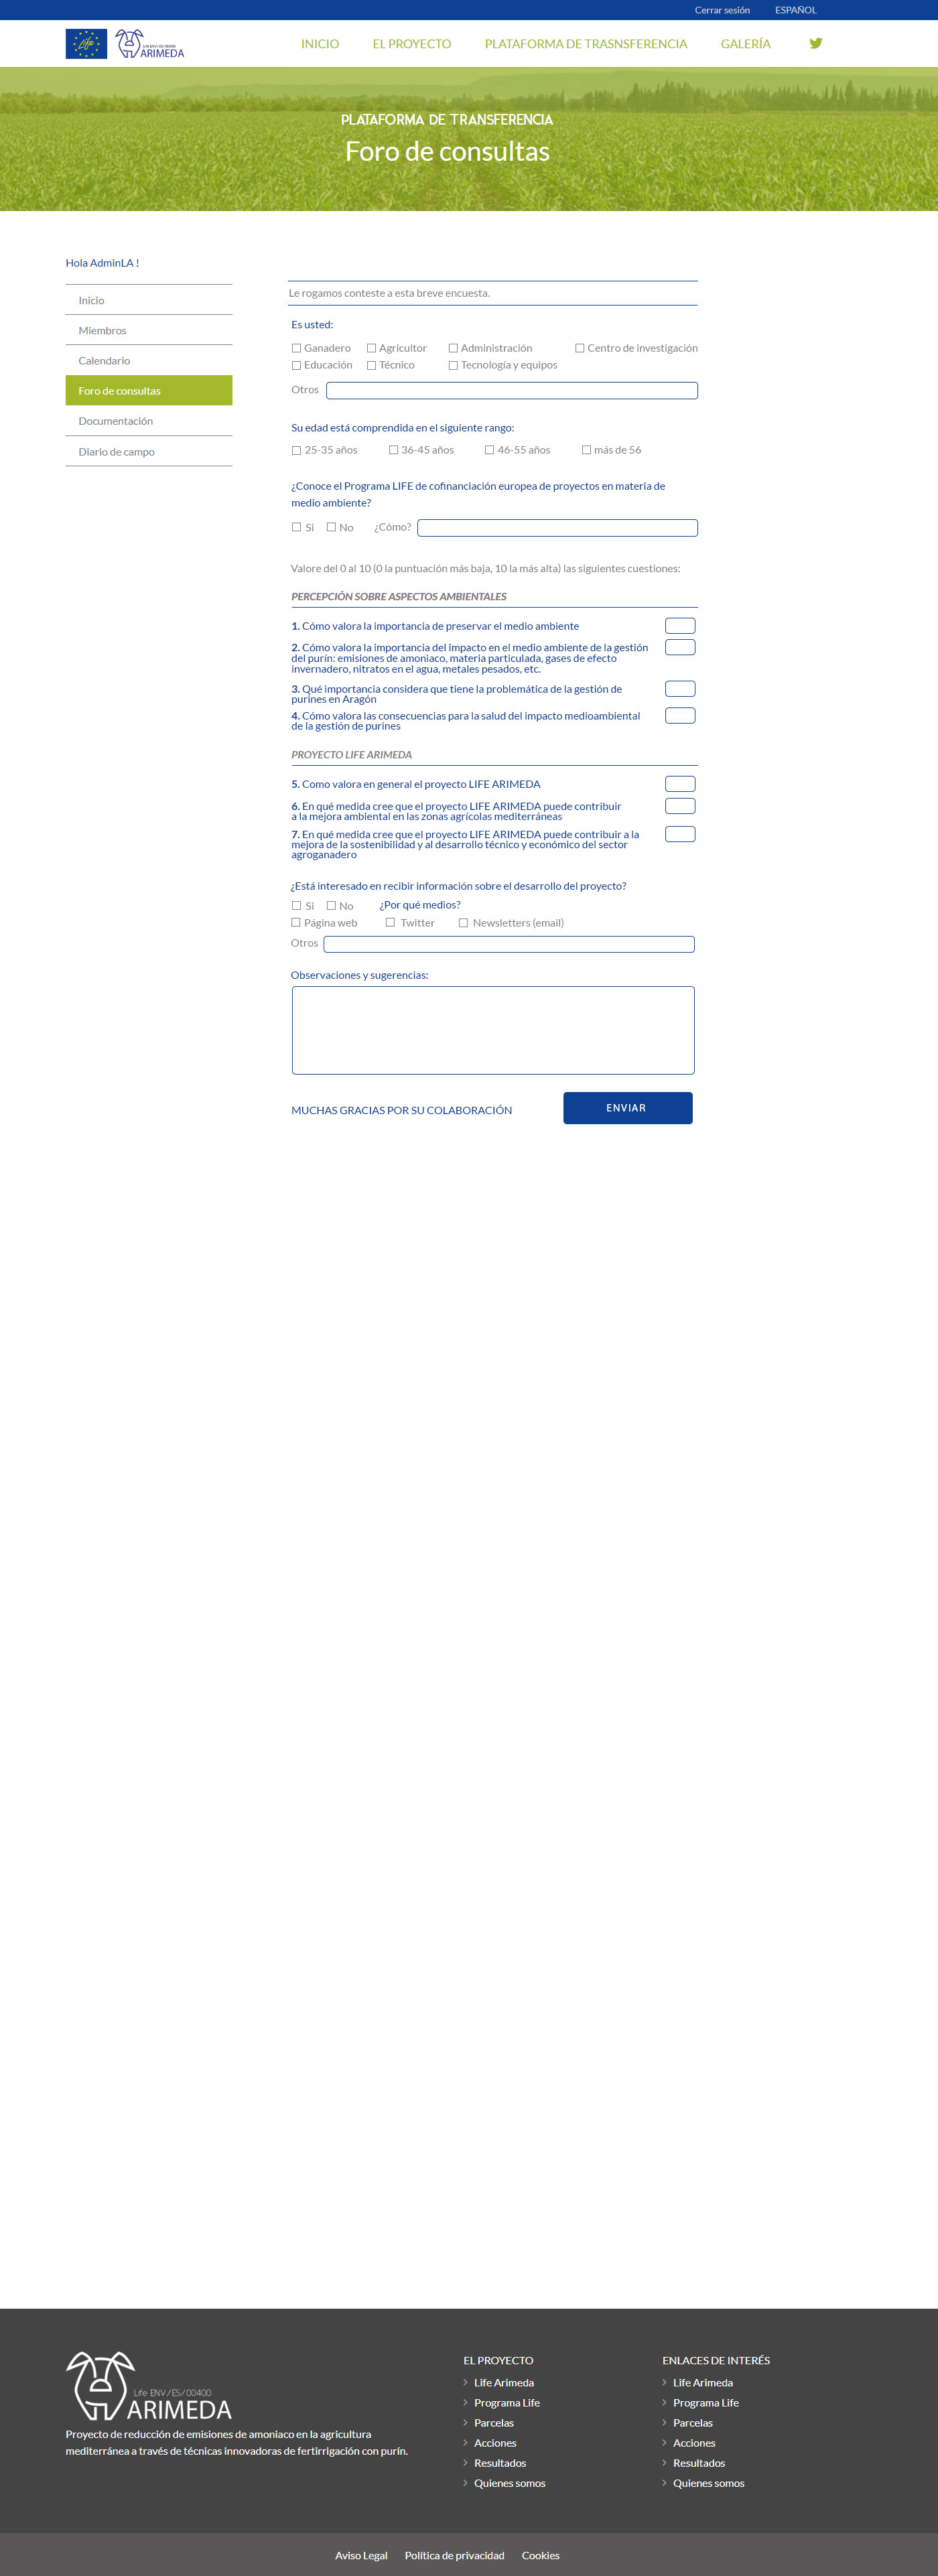 Cerrar sesión ESPAÑOL
Life Life ENV/ES/00400
ARIMEDA
INICIO EL PROYECTO PLATAFORMA DE TRASNSFERENCIA GALERÍA
PLATAFORMA DE TRANSFERENCIA
Foro de consultas
Hola AdminLA !
Inicio
Miembros
Calendario
Foro de consultas
Documentación
Diario de campo
Le rogamos conteste a esta breve encuesta.
Es usted:
Ganadero Agricultor Administración Centro de investigación
Educación Técnico Tecnología y equipos
Otros
Su edad está comprendida en el siguiente rango:
25-35 años 36-45 años 46-55 años más de 56
¿Conoce el Programa LIFE de cofinanciación europea de proyectos en materia de
medio ambiente?
Si No ¿Cómo?
Valore del 0 al 10 (0 la puntuación más baja, 10 la más alta) las siguientes cuestiones:
PERCEPCIÓN SOBRE ASPECTOS AMBIENTALES
1. Cómo valora la importancia de preservar el medio ambiente
2. Cómo valora la importancia del impacto en el medio ambiente de la gestión
del purín: emisiones de amoniaco, materia particulada, gases de efecto
invernadero, nitratos en el agua, metales pesados, etc.
3. Qué importancia considera que tiene la problemática de la gestión de
purines en Aragón
4. Cómo valora las consecuencias para la salud del impacto medioambiental
de la gestión de purines
PROYECTO LIFE ARIMEDA
5. Como valora en general el proyecto LIFE ARIMEDA
6. En qué medida cree que el proyecto LIFE ARIMEDA puede contribuir
a la mejora ambiental en las zonas agrícolas mediterráneas
7. En qué medida cree que el proyecto LIFE ARIMEDA puede contribuir a la
mejora de la sostenibilidad y al desarrollo técnico y económico del sector
agroganadero
¿Está interesado en recibir información sobre el desarrollo del proyecto?
Si No ¿Por qué medios?
Página web Twitter Newsletters (email)
Otros
Observaciones y sugerencias:
MUCHAS GRACIAS POR SU COLABORACIÓN ENVIAR
Life ENV/ES/00400
ARIMEDA
Proyecto de reducción de emisiones de amoniaco en la agricultura
mediterránea a través de técnicas innovadoras de fertirrigación con purín.
EL PROYECTO
Life Arimeda
Programa Life
Parcelas
Acciones
Resultados
Quienes somos
ENLACES DE INTERÉS
Life Arimeda
Programa Life
Parcelas
Acciones
Resultados
Quienes somos
Aviso Legal Política de privacidad Cookies